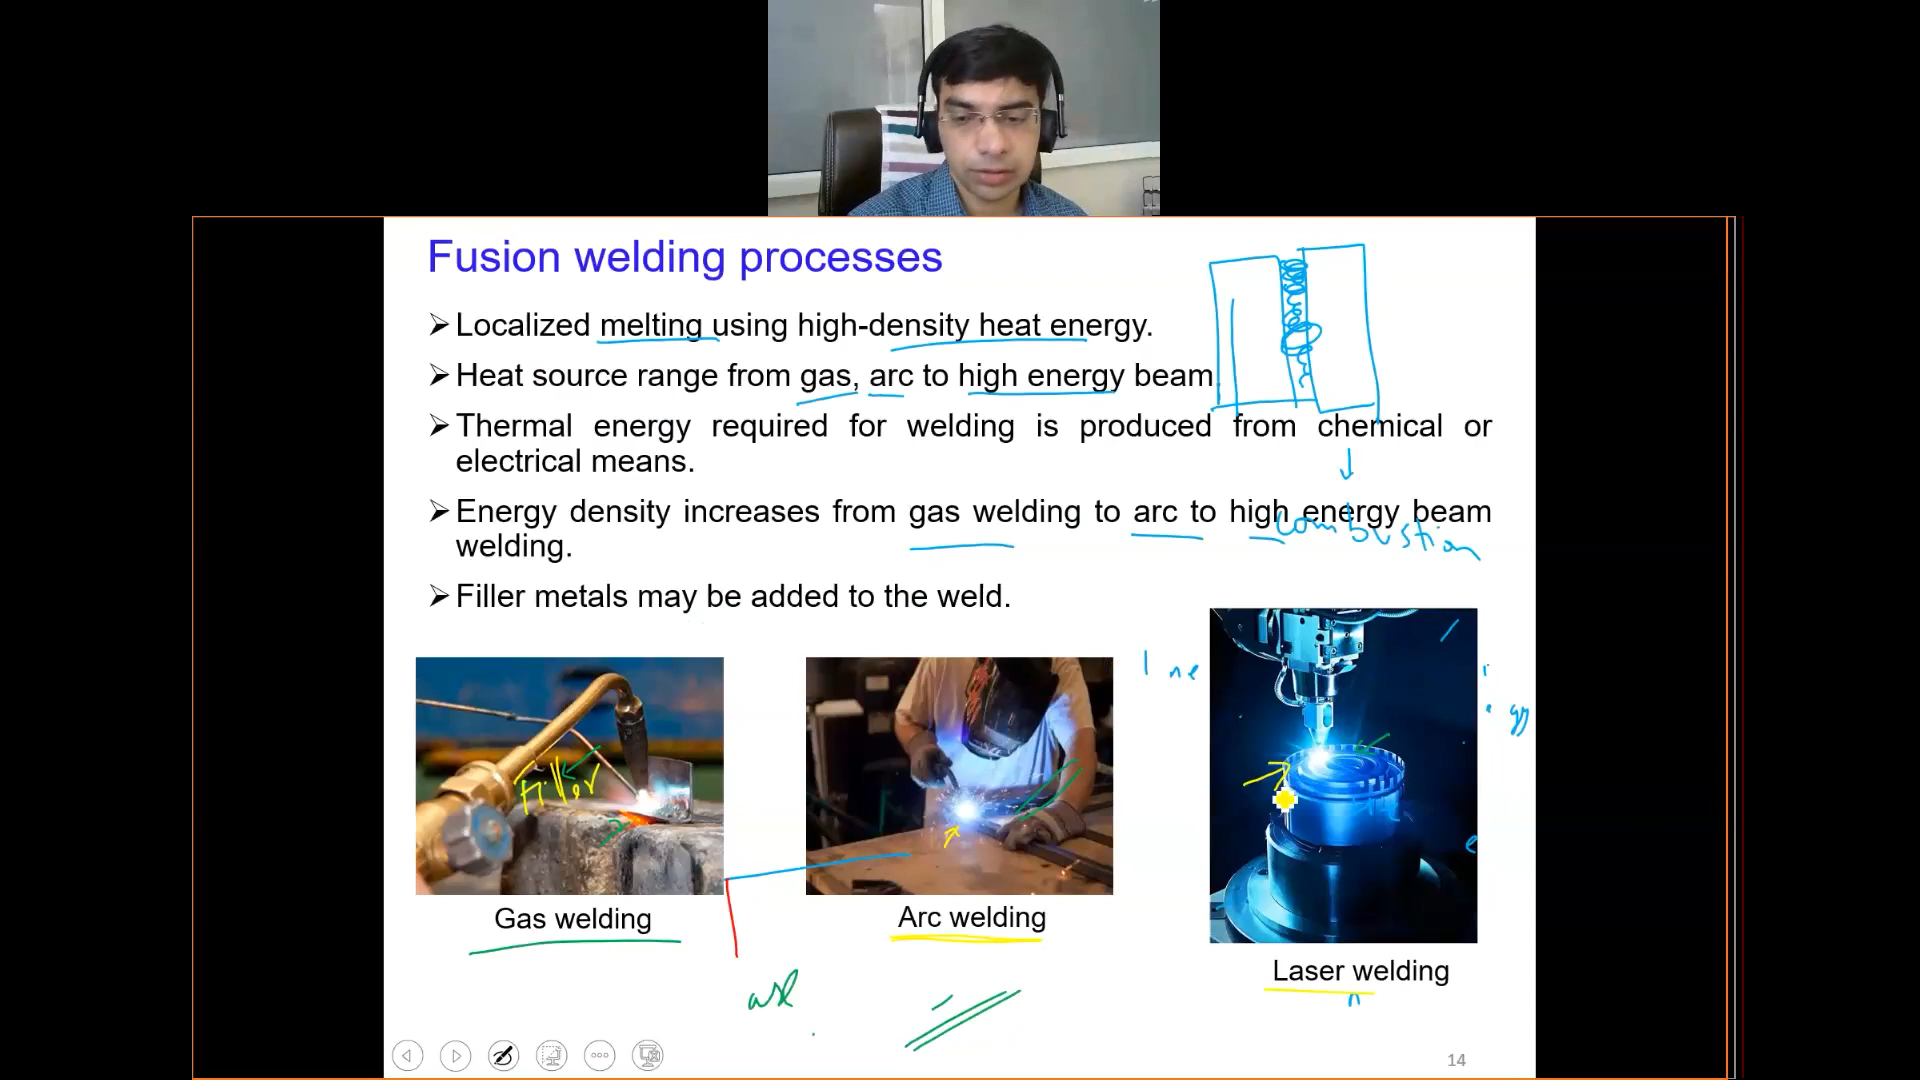 Fusion welding processes
Localized melting using high-density heat energy.
Heat source range from gas, arc to high energy beam.
Thermal energy required for welding is produced from chemical or
electrical means.
Energy density increases from gas welding to arc to high energy beam
welding.
combustion
Filler metals may be added to the weld.
Filler
Gas welding
Arc welding
Laser welding
14